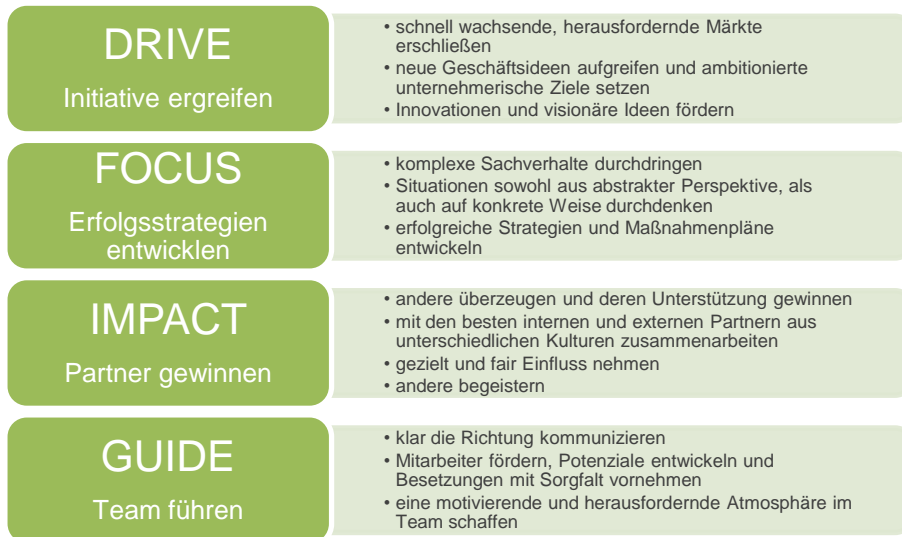 DRIVE
Initiative ergreifen
• schnell wachsende, herausfordernde Märkte
erschließen
• neue Geschäftsideen aufgreifen und ambitionierte
unternehmerische Ziele setzen
• Innovationen und visionäre Ideen fördern
FOCUS
Erfolgsstrategien
entwicklen
• komplexe Sachverhalte durchdringen
• Situationen sowohl aus abstrakter Perspektive, als
auch auf konkrete Weise durchdenken
• erfolgreiche Strategien und Maßnahmenpläne
entwickeln
IMPACT
Partner gewinnen
• andere überzeugen und deren Unterstützung gewinnen
• mit den besten internen und externen Partnern aus
unterschiedlichen Kulturen zusammenarbeiten
• gezielt und fair Einfluss nehmen
• andere begeistern
GUIDE
Team führen
• klar die Richtung kommunizieren
• Mitarbeiter fördern, Potenziale entwickeln und
Besetzungen mit Sorgfalt vornehmen
• eine motivierende und herausfordernde Atmosphäre im
Team schaffen